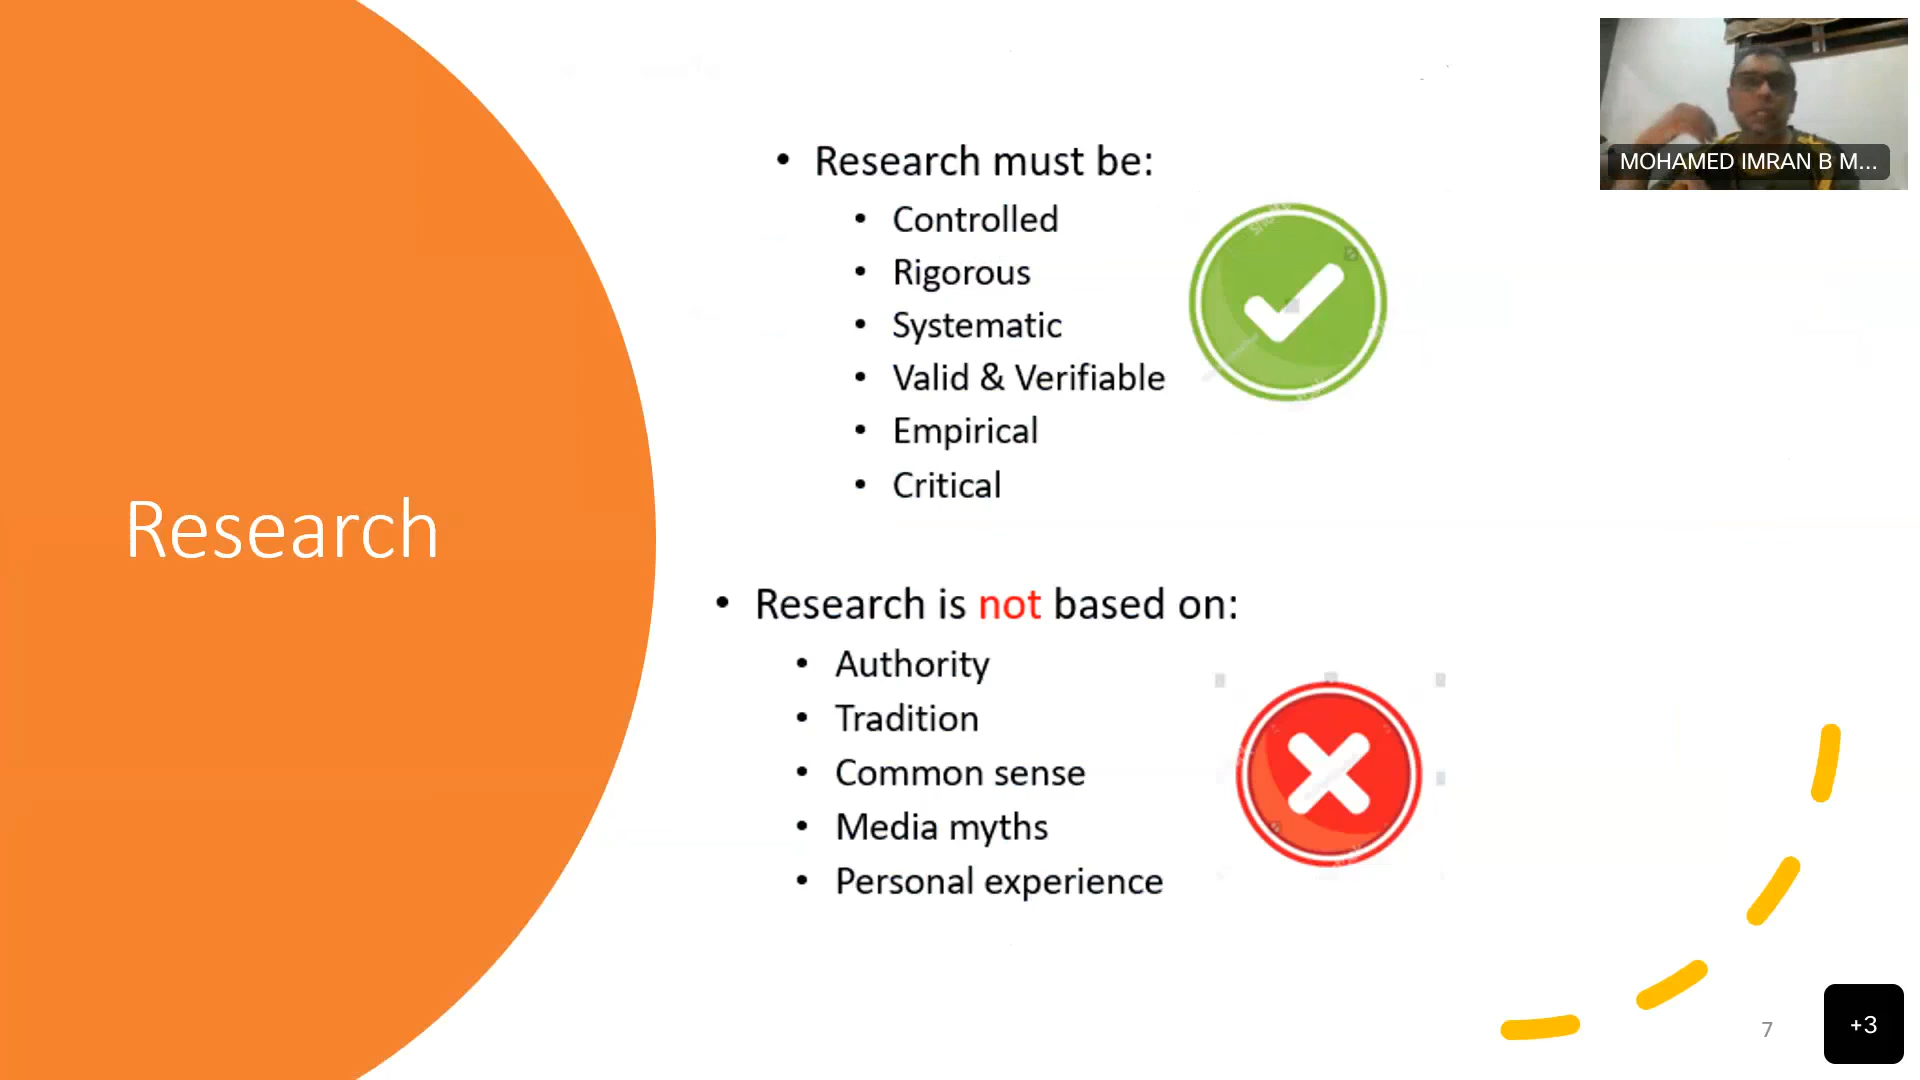 MOHAMED IMRAN B M...
Research
• Research must be:
• Controlled
• Rigorous
• Systematic
• Valid & Verifiable
• Empirical
• Critical
• Research is not based on:
• Authority
• Tradition
• Common sense
• Media myths
• Personal experience
7
+3